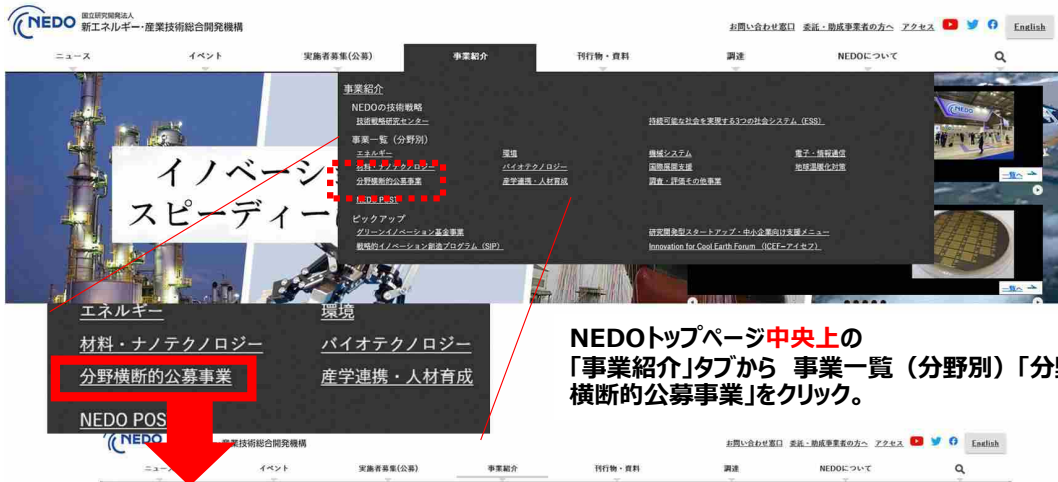 NEDO 国立研究開発法人
新エネルギー・産業技術総合開発機構
お問い合わせ窓口 委託・助成事業者の方へ アクセス English
ニュース イベント 実施者募集(公募) 事業紹介 刊行物・資料 調達 NEDOについて
事業紹介
NEDOの技術戦略
技術戦略研究センター 持続可能な社会を実現する3つの社会システム（ESS）
事業一覧（分野別）
エネルギー 環境 機械システム 電子・情報通信
材料・ナノテクノロジー バイオテクノロジー 国際展開支援 地球温暖化対策
分野横断的公募事業 産学連携・人材育成 調査・評価その他事業
NEDO POST
ピックアップ
グリーンイノベーション基金事業 研究開発型スタートアップ・中小企業向け支援メニュー
戦略的イノベーション創造プログラム（SIP） Innovation for Cool Earth Forum （ICEF-アイセフ）
イノベーシ
スピーディー
NEDO
一覧へ
一覧へ
エネルギー 環境
材料・ナノテクノロジー バイオテクノロジー
分野横断的公募事業 産学連携・人材育成
NEDO POS
NEDOトップページ中央上の
「事業紹介」タブから 事業一覧（分野別）「分野
横断的公募事業」をクリック。
NEDO 産業技術総合開発機構
お問い合わせ窓口 委託・助成事業者の方へ アクセス English
ニュース イベント 実施者募集(公募) 事業紹介 刊行物・資料 調達 NEDOについて